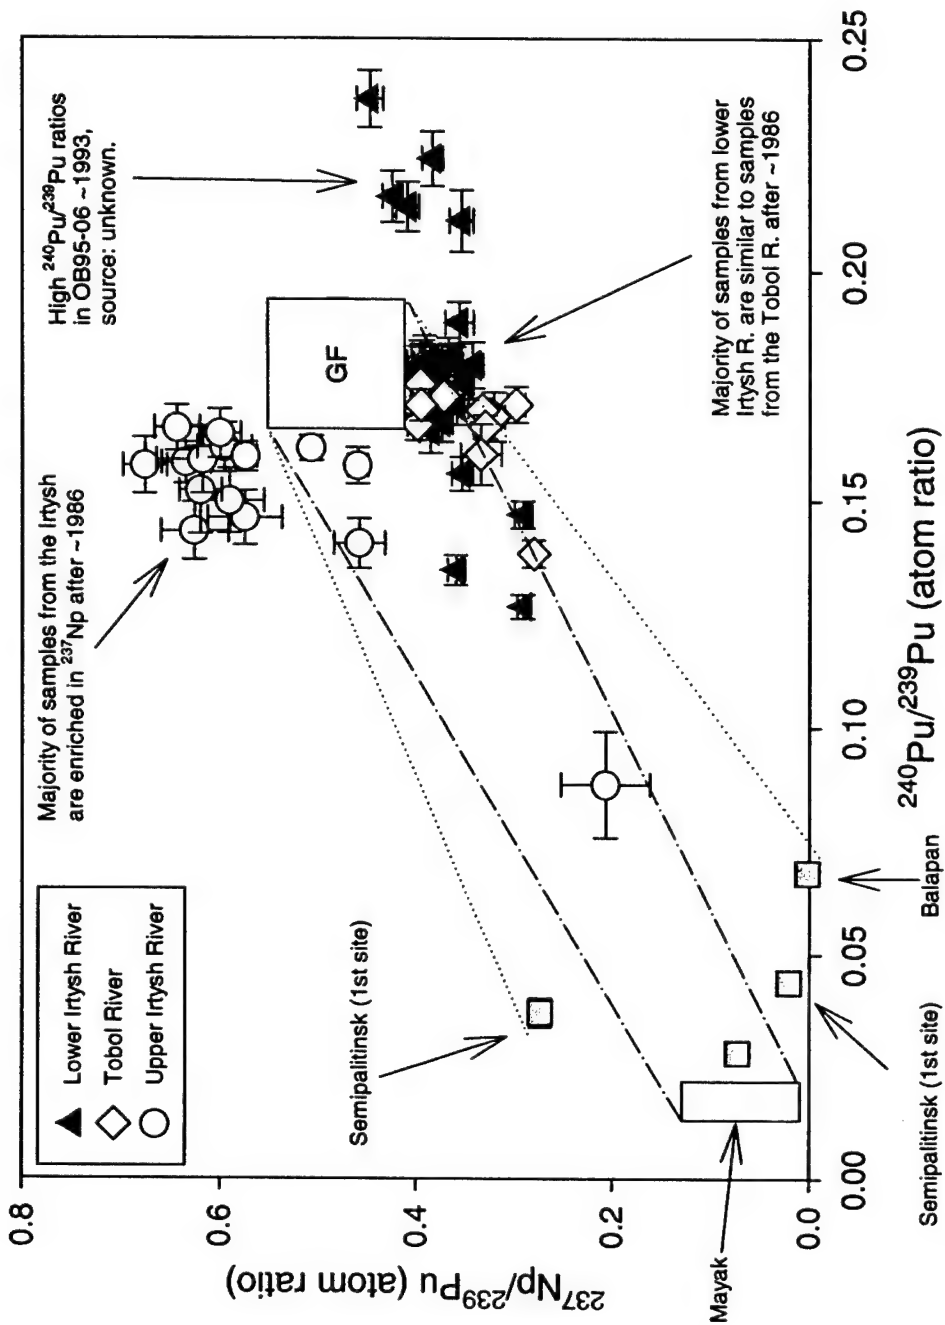 0.8
0.6
0.4
0.2
0.0
²³⁷Np/²³⁹Pu (atom ratio)
0.00
0.05
0.10
0.15
0.20
0.25
²⁴⁰Pu/²³⁹Pu (atom ratio)
Lower Irtysh River
Tobol River
Upper Irtysh River
Majority of samples from the Irtysh
are enriched in ²³⁷Np after ~1986
High ²⁴⁰Pu/²³⁹Pu ratios
in OB95-06 ~1993,
source: unknown.
GF
Majority of samples from lower
Irtysh R. are similar to samples
from the Tobol R. after ~1986
Semipalitinsk (1st site)
Mayak
Semipalitinsk (1st site)
Balapan